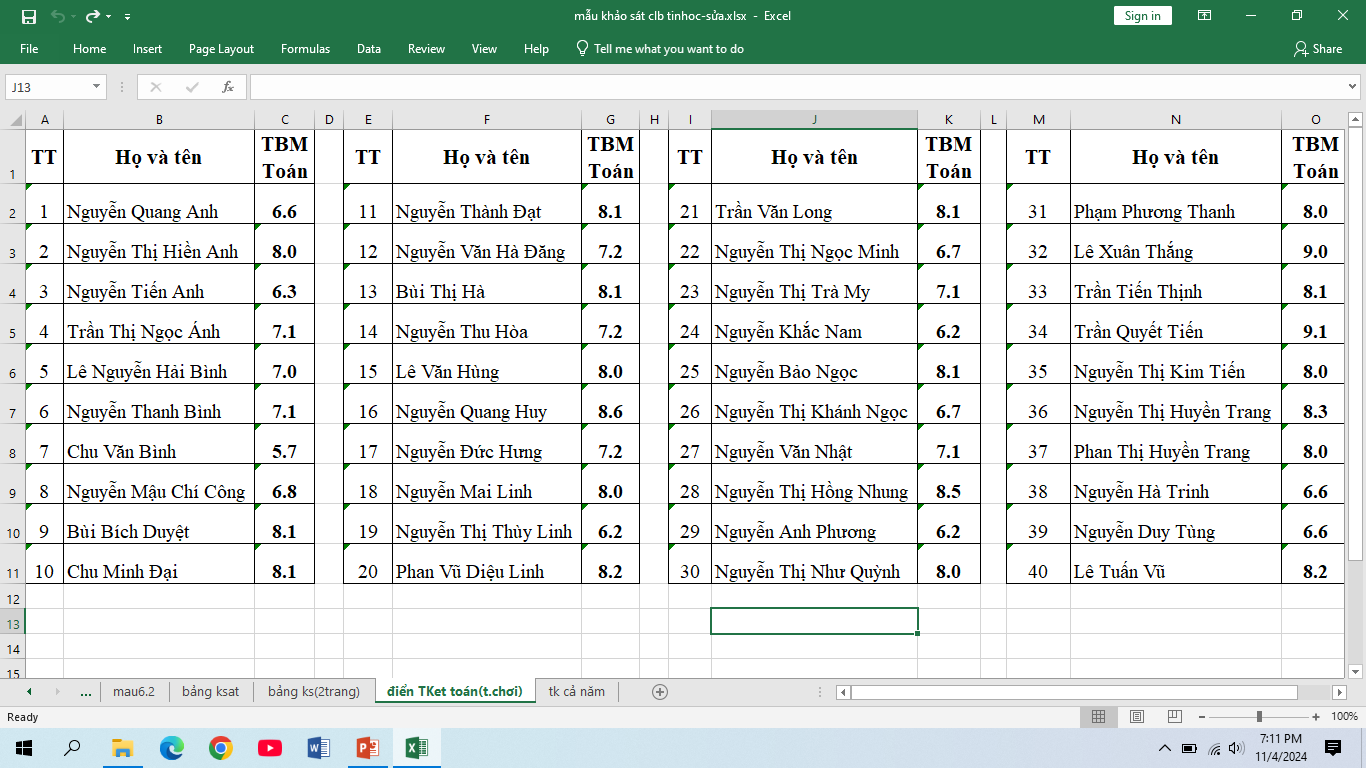 mẫu khảo sát clb tinhoc-sửa.xlsx - Excel
Sign in
File Home Insert Page Layout Formulas Data Review View Help Tell me what you want to do Share
J13 fx
A B C D E F G H I J K L M N O
1 TT Họ và tên TBM Toán TT Họ và tên TBM Toán TT Họ và tên TBM Toán TT Họ và tên TBM Toán
2 1 Nguyễn Quang Anh 6.6 11 Nguyễn Thành Đạt 8.1 21 Trần Văn Long 8.1 31 Phạm Phương Thanh 8.0
3 2 Nguyễn Thị Hiền Anh 8.0 12 Nguyễn Văn Hà Đăng 7.2 22 Nguyễn Thị Ngọc Minh 6.7 32 Lê Xuân Thắng 9.0
4 3 Nguyễn Tiến Anh 6.3 13 Bùi Thị Hà 8.1 23 Nguyễn Thị Trà My 7.1 33 Trần Tiến Thịnh 8.1
5 4 Trần Thị Ngọc Ánh 7.1 14 Nguyễn Thu Hòa 7.2 24 Nguyễn Khắc Nam 6.2 34 Trần Quyết Tiến 9.1
6 5 Lê Nguyễn Hải Bình 7.0 15 Lê Văn Hùng 8.0 25 Nguyễn Bảo Ngọc 8.1 35 Nguyễn Thị Kim Tiến 8.0
7 6 Nguyễn Thanh Bình 7.1 16 Nguyễn Quang Huy 8.6 26 Nguyễn Thị Khánh Ngọc 6.7 36 Nguyễn Thị Huyền Trang 8.3
8 7 Chu Văn Bình 5.7 17 Nguyễn Đức Hưng 7.2 27 Nguyễn Văn Nhật 7.1 37 Phan Thị Huyền Trang 8.0
9 8 Nguyễn Mậu Chí Công 6.8 18 Nguyễn Mai Linh 8.0 28 Nguyễn Thị Hồng Nhung 8.5 38 Nguyễn Hà Trinh 6.6
10 9 Bùi Bích Duyệt 8.1 19 Nguyễn Thị Thùy Linh 6.2 29 Nguyễn Anh Phương 6.2 39 Nguyễn Duy Tùng 6.6
11 10 Chu Minh Đại 8.1 20 Phan Vũ Diệu Linh 8.2 30 Nguyễn Thị Như Quỳnh 8.0 40 Lê Tuấn Vũ 8.2
12
13
14
15
... mau6.2 bảng ksat bảng ks(2trang) điển TKet toán(t.chơi) tk cả năm
Ready 100%
7:11 PM
11/4/2024